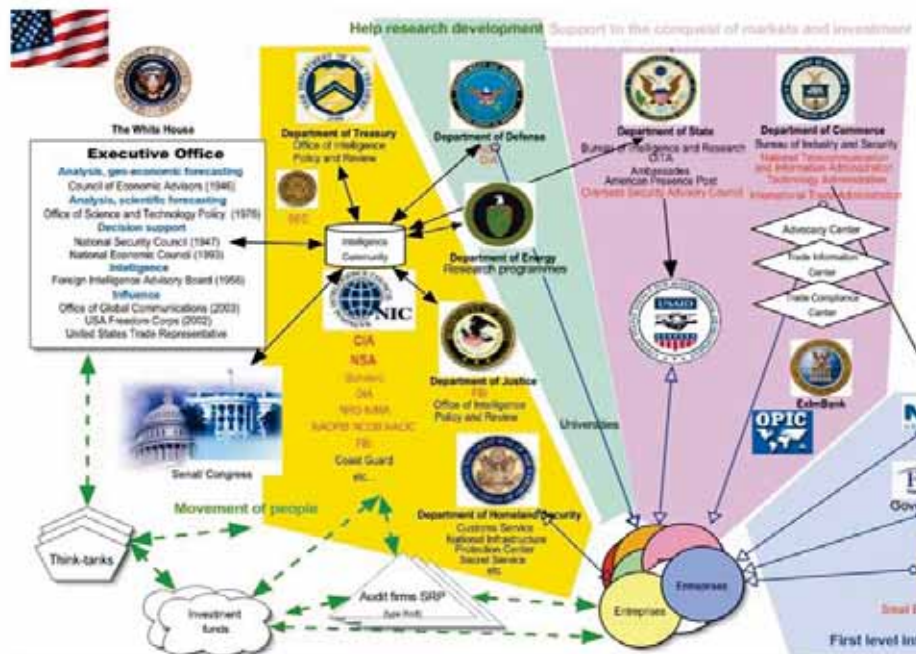 Help research development
Support to the conquest of markets and investment
The White House
Executive Office
Analysis, geo-economic forecasting
Council of Economic Advisors (1946)
Analysis, scientific forecasting
Office of Science and Technology Policy (1976)
Decision support
National Security Council (1947)
National Economic Council (1993)
Intelligence
Foreign Intelligence Advisory Board (1956)
Influence
Office of Global Communications (2003)
USA Freedom Corps (2002)
United States Trade Representative
Department of Treasury
Office of Intelligence
Policy and Review
SEC
Intelligence
Community
NIC
CIA
NSA
DIA
FBI
Coast Guard
etc...
Department of Defense
DIA
Department of Energy
Research programmes
Department of Justice
FBI
Office of Intelligence
Policy and Review
Department of Homeland Security
Customs Service
National Infrastructure
Protection Center
Secret Service
etc
Department of State
Bureau of Intelligence and Research
Ambassades
American Presence Post
Overseas Security Advisory Council
USAID
Department of Commerce
Bureau of Industry and Security
National Telecommunication
and Information Administration
Technology Administration
International Trade Administration
Advocacy Center
Trade Information
Center
Trade Compliance
Center
EximBank
OPIC
Universities
Senat/ Congress
Movement of people
Think-tanks
Investment
funds
Audit firms SRP
Entreprises
Entreprises
Small
First level